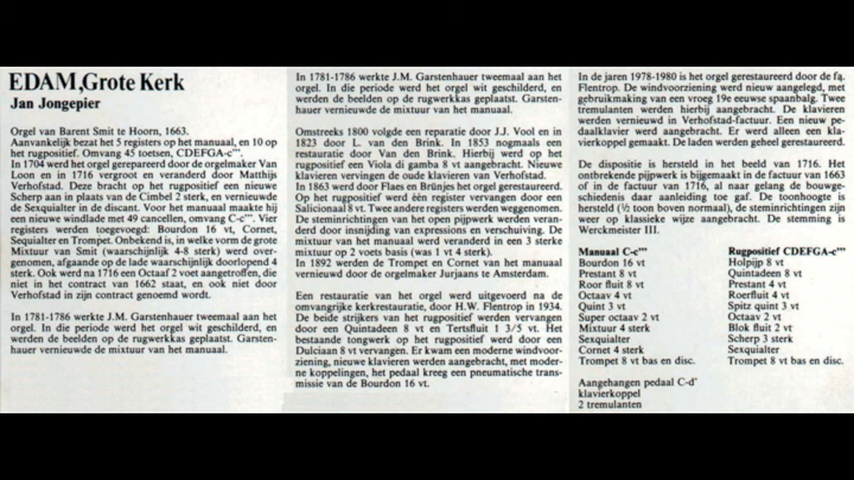 EDAM, Grote Kerk
Jan Jongepier
Orgel van Barent Smit te Hoorn, 1663.
Aanvankelijk bezat het 5 registers op het manuaal, en 10 op
het rugpositief. Omvang 45 toetsen, CDEFGA-c'''.
In 1704 werd het orgel gerepareerd door de orgelmaker Van
Loon en in 1716 vergroot en veranderd door Matthijs
Verhofstad. Deze bracht op het rugpositief een nieuwe
Scherp aan in plaats van de Cimbel 2 sterk, en vernieuwde
de Sexquialter in de discant. Voor het manuaal maakte hij
een nieuwe windlade met 49 cancellen, omvang C-c'''. Vier
registers werden toegevoegd: Bourdon 16 vt, Cornet,
Sequialter en Trompet. Onbekend is, in welke vorm de grote
Mixtuur van Smit (waarschijnlijk 4-8 sterk) werd over-
genomen, afgaande op de lade waarschijnlijk doorlopend 4
sterk. Ook werd na 1716 een Octaaf 2 voet aangetroffen, die
niet in het contract van 1662 staat, en ook niet door
Verhofstad in zijn contract genoemd wordt.
In 1781-1786 werkte J.M. Garstenhauer tweemaal aan het
orgel. In die periode werd het orgel wit geschilderd, en
werden de beelden op de rugwerkkas geplaatst. Garsten-
hauer vernieuwde de mixtuur van het manuaal.
In 1781-1786 werkte J.M. Garstenhauer tweemaal aan het
orgel. In die periode werd het orgel wit geschilderd, en
werden de beelden op de rugwerkkas geplaatst. Garsten-
hauer vernieuwde de mixtuur van het manuaal.
Omstreeks 1800 volgde een reparatie door J.J. Vool en in
1823 door L. van den Brink. In 1853 nogmaals een
restauratie door Van den Brink. Hierbij werd op het
rugpositief een Viola di gamba 8 vt aangebracht. Nieuwe
klavieren vervingen de oude klavieren van Verhofstad.
In 1863 werd door Flaes en Brünjes het orgel gerestaureerd.
Op het rugpositief werd één register vervangen door een
Salicionaal 8 vt. Twee andere registers werden weggenomen.
De steminrichtingen van het open pijpwerk werden veran-
derd door insnijding van expressions en verschuiving. De
mixtuur van het manuaal werd veranderd in een 3 sterke
mixtuur op 2 voets basis (was 1 vt 4 sterk).
In 1892 werden de Trompet en Cornet van het manuaal
vernieuwd door de orgelmaker Jurjaans te Amsterdam.
Een restauratie van het orgel werd uitgevoerd na de
omvangrijke kerkrestauratie, door H.W. Flentrop in 1934.
De beide strijkers van het rugpositief werden vervangen
door een Quintadeen 8 vt en Tertsfluit 1 3/5 vt. Het
bestaande tongwerk op het rugpositief werd door een
Dulciaan 8 vt vervangen. Er kwam een moderne windvoor-
ziening, nieuwe klavieren werden aangebracht, met moder-
ne koppelingen, het pedaal kreeg een pneumatische trans-
missie van de Bourdon 16 vt.
In de jaren 1978-1980 is het orgel gerestaureerd door de fa.
Flentrop. De windvoorziening werd nieuw aangelegd, met
gebruikmaking van een vroeg 19e eeuwse spaanbalg. Twee
tremulanten werden hierbij aangebracht. De klavieren
werden vernieuwd in Verhofstad-factuur. Een nieuw pe-
daalklavier werd aangebracht. Er werd alleen een kla-
vierkoppel gemaakt. De laden werden geheel gerestaureerd.
De dispositie is hersteld in het beeld van 1716. Het
ontbrekende pijpwerk is bijgemaakt in de factuur van 1663
of in de factuur van 1716, al naar gelang de bouwge-
schiedenis daar aanleiding toe gaf. De toonhoogte is
hersteld (½ toon boven normaal), de steminrichtingen zijn
weer op klassieke wijze aangebracht. De stemming is
Werckmeister III.
Manuaal C-c'''
Bourdon 16 vt
Prestant 8 vt
Roor fluit 8 vt
Octaav 4 vt
Quint 3 vt
Super octaav 2 vt
Mixtuur 4 sterk
Sexquialter
Cornet 4 sterk
Trompet 8 vt bas en disc.
Aangehangen pedaal C-d'
klavierkoppel
2 tremulanten
Rugpositief CDEFGA-c'''
Holpijp 8 vt
Quintadeen 8 vt
Prestant 4 vt
Roerfluit 4 vt
Spitz quint 3 vt
Octaav 2 vt
Blok fluit 2 vt
Scherp 3 sterk
Sexquialter
Trompet 8 vt bas en disc.